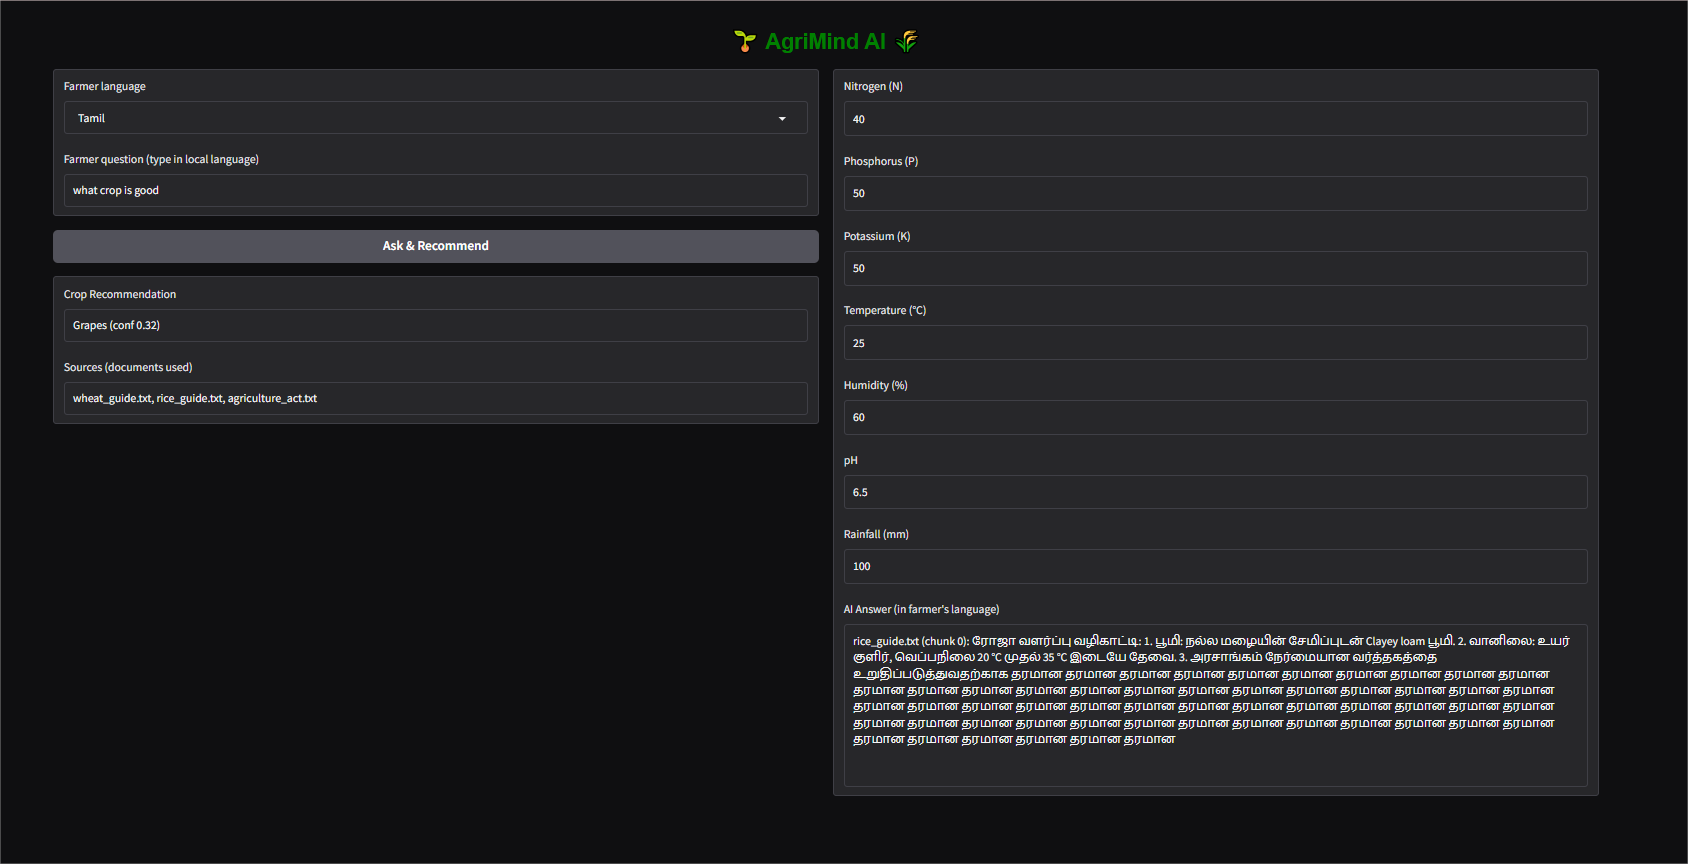 🌱 AgriMind AI 🌾
Farmer language
Tamil
Farmer question (type in local language)
what crop is good
Ask & Recommend
Crop Recommendation
Grapes (conf 0.32)
Sources (documents used)
wheat_guide.txt, rice_guide.txt, agriculture_act.txt
Nitrogen (N)
40
Phosphorus (P)
50
Potassium (K)
50
Temperature (°C)
25
Humidity (%)
60
pH
6.5
Rainfall (mm)
100
AI Answer (in farmer's language)
rice_guide.txt (chunk 0): ரோஜா வளர்ப்பு வழிகாட்டி: 1. பூமி: நல்ல மழையின் சேமிப்புடன் Clayey loam பூமி. 2. வானிலை: உயர்
குளிர், வெப்பநிலை 20 °C முதல் 35 °C இடையே தேவை. 3. அரசாங்கம் நேர்மையான வர்த்தகத்தை
உறுதிப்படுத்துவதற்காக தரமான தரமான தரமான தரமான தரமான தரமான தரமான தரமான தரமான தரமான
தரமான தரமான தரமான தரமான தரமான தரமான தரமான தரமான தரமான தரமான தரமான தரமான தரமான
தரமான தரமான தரமான தரமான தரமான தரமான தரமான தரமான தரமான தரமான தரமான தரமான தரமான
தரமான தரமான தரமான தரமான தரமான தரமான தரமான தரமான தரமான தரமான தரமான தரமான தரமான
தரமான தரமான தரமான தரமான தரமான தரமான